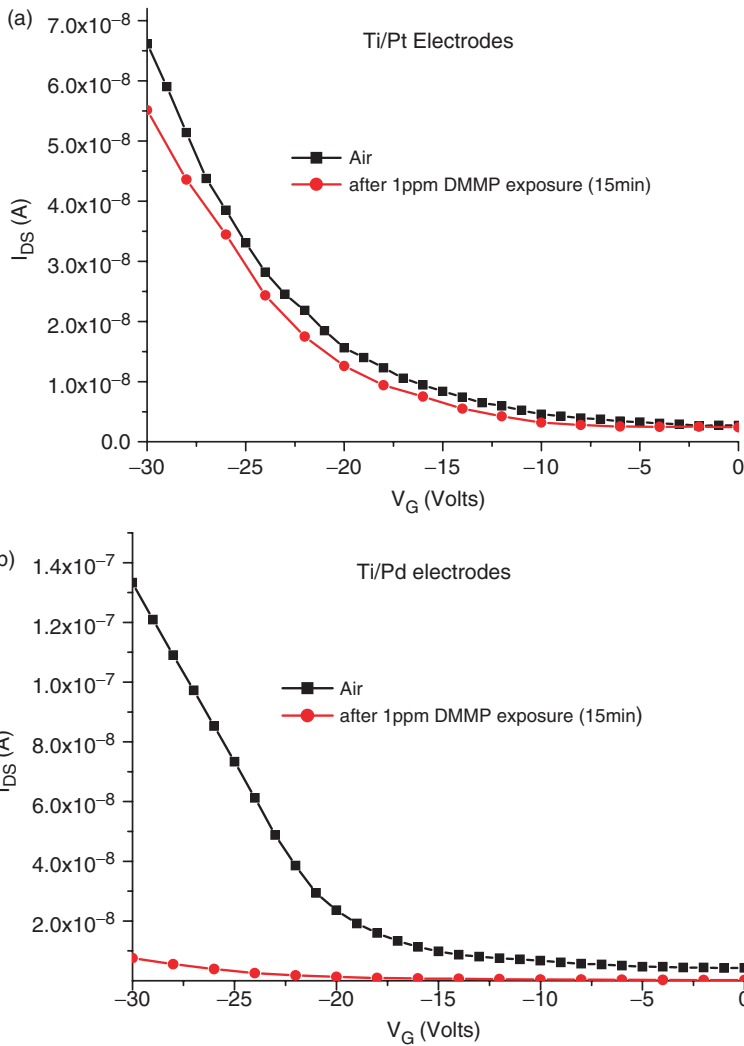 (a)
Ti/Pt Electrodes
7.0x10⁻⁸
6.0x10⁻⁸
5.0x10⁻⁸
4.0x10⁻⁸
3.0x10⁻⁸
2.0x10⁻⁸
1.0x10⁻⁸
0.0
I_DS (A)
Air
after 1ppm DMMP exposure (15min)
−30 −25 −20 −15 −10 −5 0
V_G (Volts)
b)
Ti/Pd electrodes
1.4x10⁻⁷
1.2x10⁻⁷
1.0x10⁻⁷
8.0x10⁻⁸
6.0x10⁻⁸
4.0x10⁻⁸
2.0x10⁻⁸
I_DS (A)
Air
after 1ppm DMMP exposure (15min)
−30 −25 −20 −15 −10 −5 0
V_G (Volts)